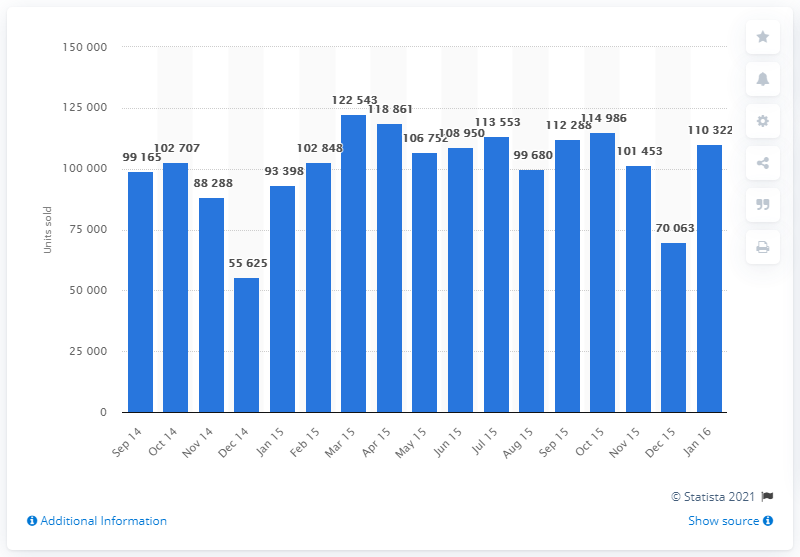 150 000
125 000
100 000
75 000
50 000
25 000
0
Units sold
99 165
102 707
88 288
55 625
93 398
102 848
122 543
118 861
106 752
108 950
113 553
99 680
112 288
114 986
101 453
70 063
110 322
Sep 14
Oct 14
Nov 14
Dec 14
Jan 15
Feb 15
Mar 15
Apr 15
May 15
Jun 15
Jul 15
Aug 15
Sep 15
Oct 15
Nov 15
Dec 15
Jan 16
© Statista 2021
Additional Information
Show source